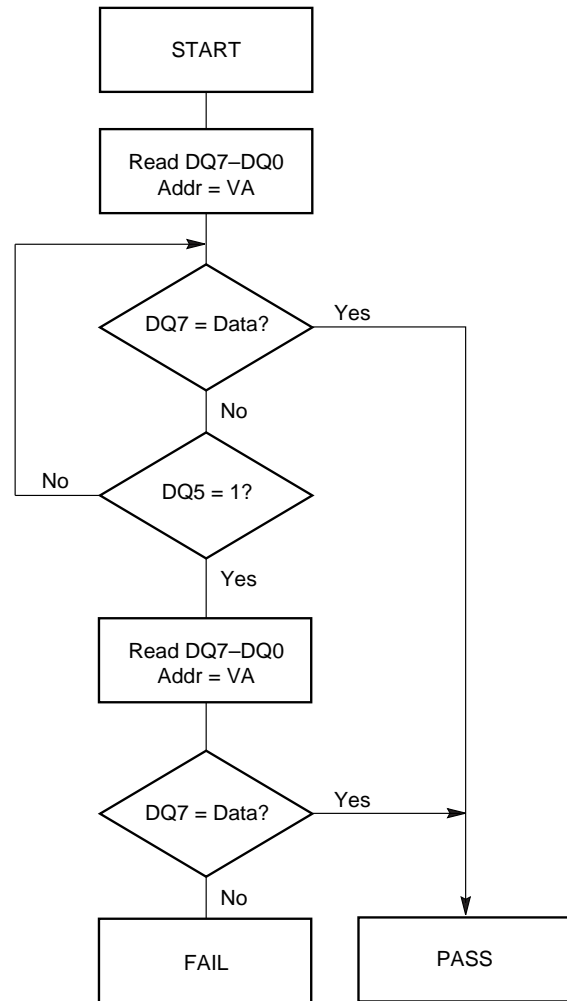 START
Read DQ7–DQ0
Addr = VA
DQ7 = Data?
Yes
No
No
DQ5 = 1?
Yes
Read DQ7–DQ0
Addr = VA
DQ7 = Data?
Yes
No
FAIL
PASS